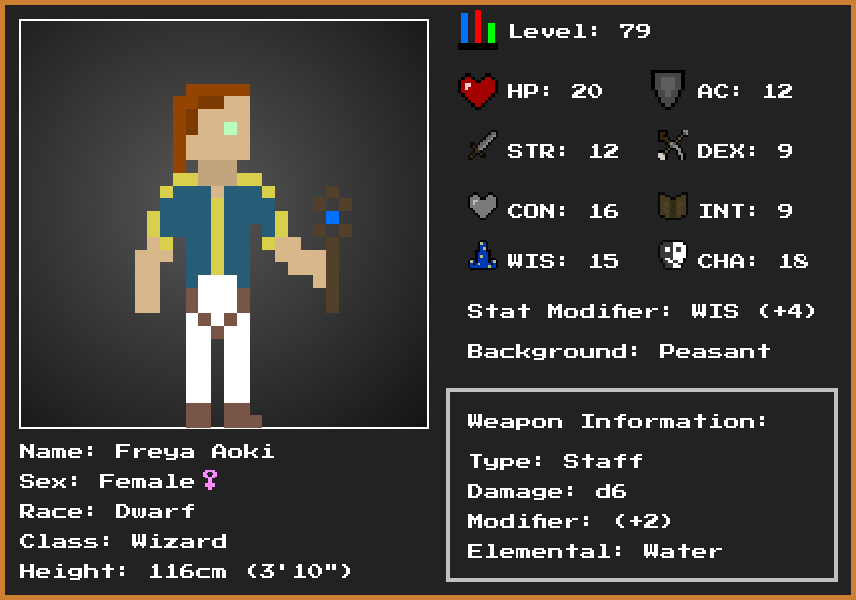 Level: 79
HP: 20
AC: 12
STR: 12
DEX: 9
CON: 16
INT: 9
WIS: 15
CHA: 18
Stat Modifier: WIS (+4)
Background: Peasant
Weapon Information:
Type: Staff
Damage: d6
Modifier: (+2)
Elemental: Water
Name: Freya Aoki
Sex: Female♀
Race: Dwarf
Class: Wizard
Height: 116cm (3'10")